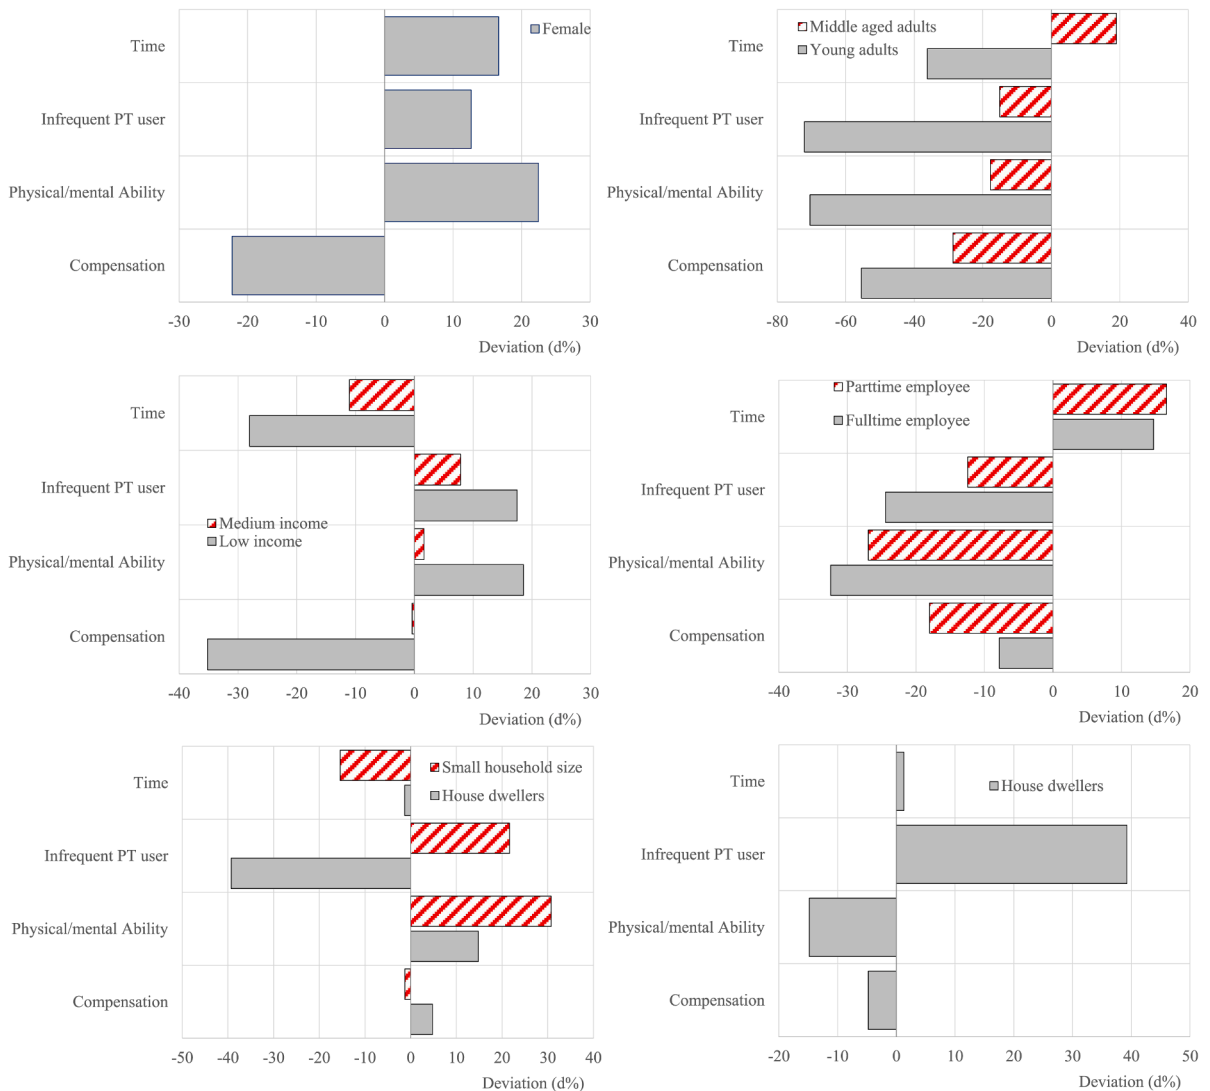 Female
Time
Infrequent PT user
Physical/mental Ability
Compensation
-30 -20 -10 0 10 20 30
Deviation (d%)
Middle aged adults
Young adults
Time
Infrequent PT user
Physical/mental Ability
Compensation
-80 -60 -40 -20 0 20 40
Deviation (d%)
Time
Infrequent PT user
Medium income
Low income
Physical/mental Ability
Compensation
-40 -30 -20 -10 0 10 20 30
Deviation (d%)
Parttime employee
Time
Fulltime employee
Infrequent PT user
Physical/mental Ability
Compensation
-40 -30 -20 -10 0 10 20
Deviation (d%)
Small household size
Time
House dwellers
Infrequent PT user
Physical/mental Ability
Compensation
-50 -40 -30 -20 -10 0 10 20 30 40
Deviation (d%)
Time
House dwellers
Infrequent PT user
Physical/mental Ability
Compensation
-20 -10 0 10 20 30 40 50
Deviation (d%)